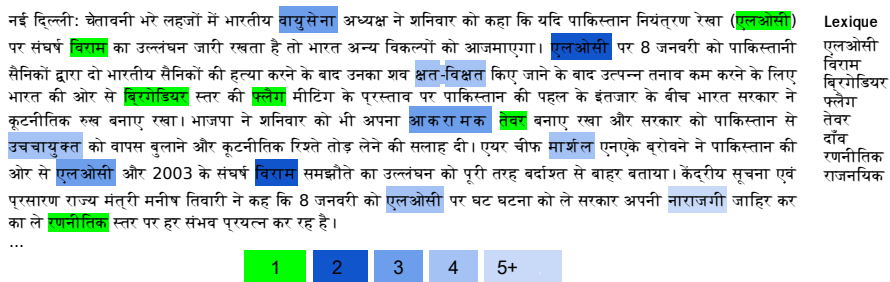 नई दिल्ली: चेतावनी भरे लहजों में भारतीय वायुसेना अध्यक्ष ने शनिवार को कहा कि यदि पाकिस्तान नियंत्रण रेखा (एलओसी)
पर संघर्ष विराम का उल्लंघन जारी रखता है तो भारत अन्य विकल्पों को आजमाएगा। एलओसी पर 8 जनवरी को पाकिस्तानी
सैनिकों द्वारा दो भारतीय सैनिकों की हत्या करने के बाद उनका शव क्षत-विक्षत किए जाने के बाद उत्पन्न तनाव कम करने के लिए
भारत की ओर से बि्रगेडियर स्तर की फ्लैग मीटिंग के प्रस्ताव पर पाकिस्तान की पहल के इंतजार के बीच भारत सरकार ने
कूटनीतिक रुख बनाए रखा। भाजपा ने शनिवार को भी अपना आकरामक तेवर बनाए रखा और सरकार को पाकिस्तान से
उचचायुक्त को वापस बुलाने और कूटनीतिक रिश्ते तोड़ लेने की सलाह दी। एयर चीफ मार्शल एनएके ब्रोवने ने पाकिस्तान की
ओर से एलओसी और 2003 के संघर्ष विराम समझौते का उल्लंघन को पूरी तरह बर्दाश्त से बाहर बताया। केंद्रीय सूचना एवं
प्रसारण राज्य मंत्री मनीष तिवारी ने कह कि 8 जनवरी को एलओसी पर घट घटना को ले सरकार अपनी नाराजगी जाहिर कर
का ले रणनीतिक स्तर पर हर संभव प्रयत्न कर रह है।
...
1 2 3 4 5+
Lexique
एलओसी
विराम
बि्रगेडियर
फ्लैग
तेवर
दाँव
रणनीतिक
राजनयिक